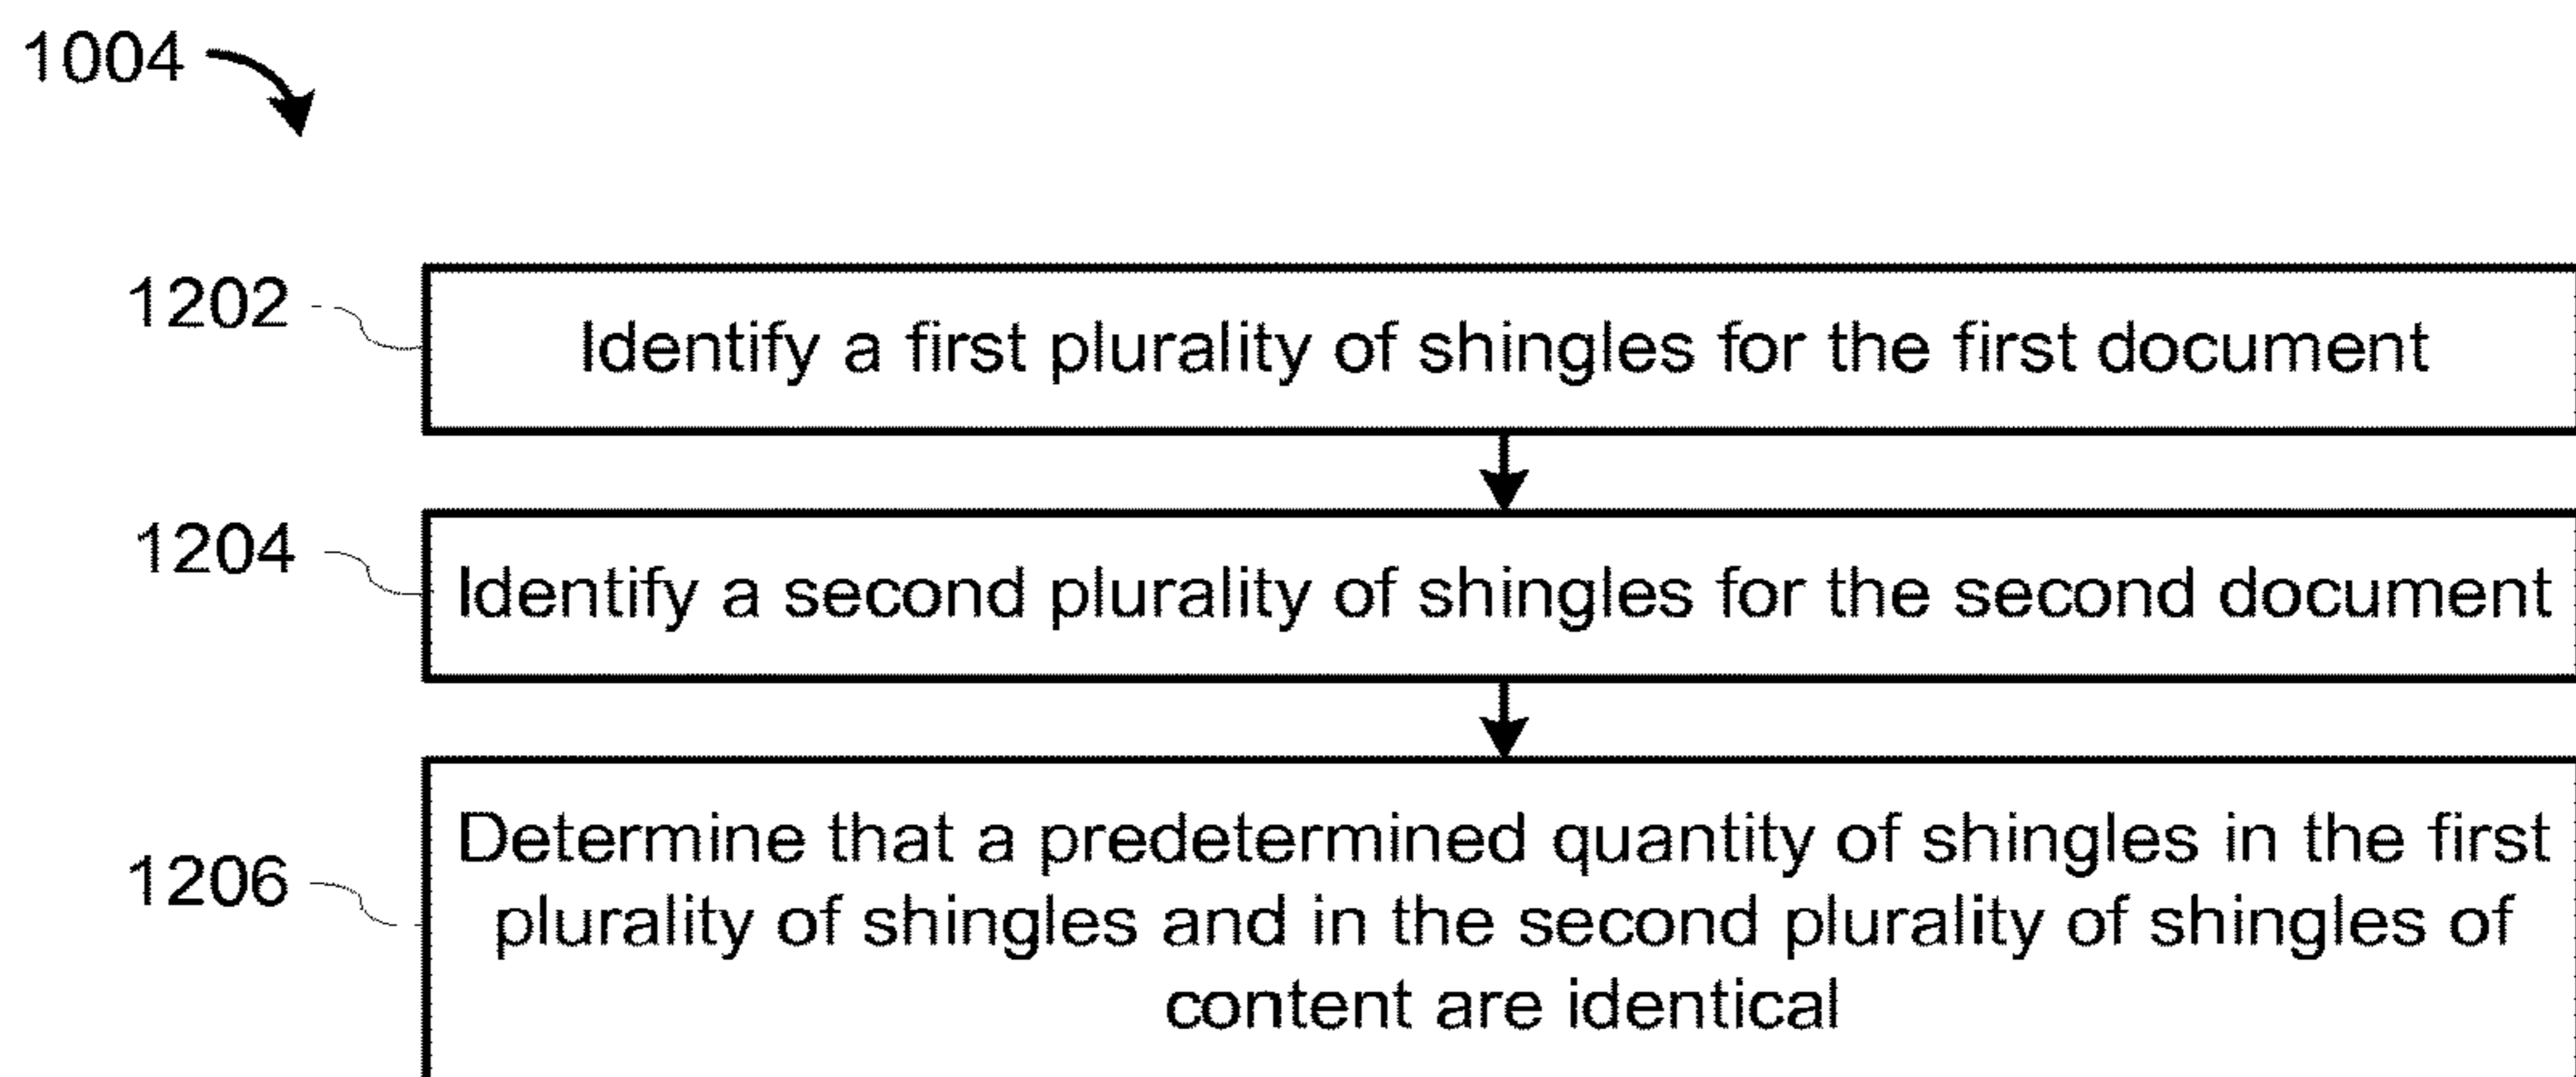 1004
1202
Identify a first plurality of shingles for the first document
1204
Identify a second plurality of shingles for the second document
1206
Determine that a predetermined quantity of shingles in the first
plurality of shingles and in the second plurality of shingles of
content are identical